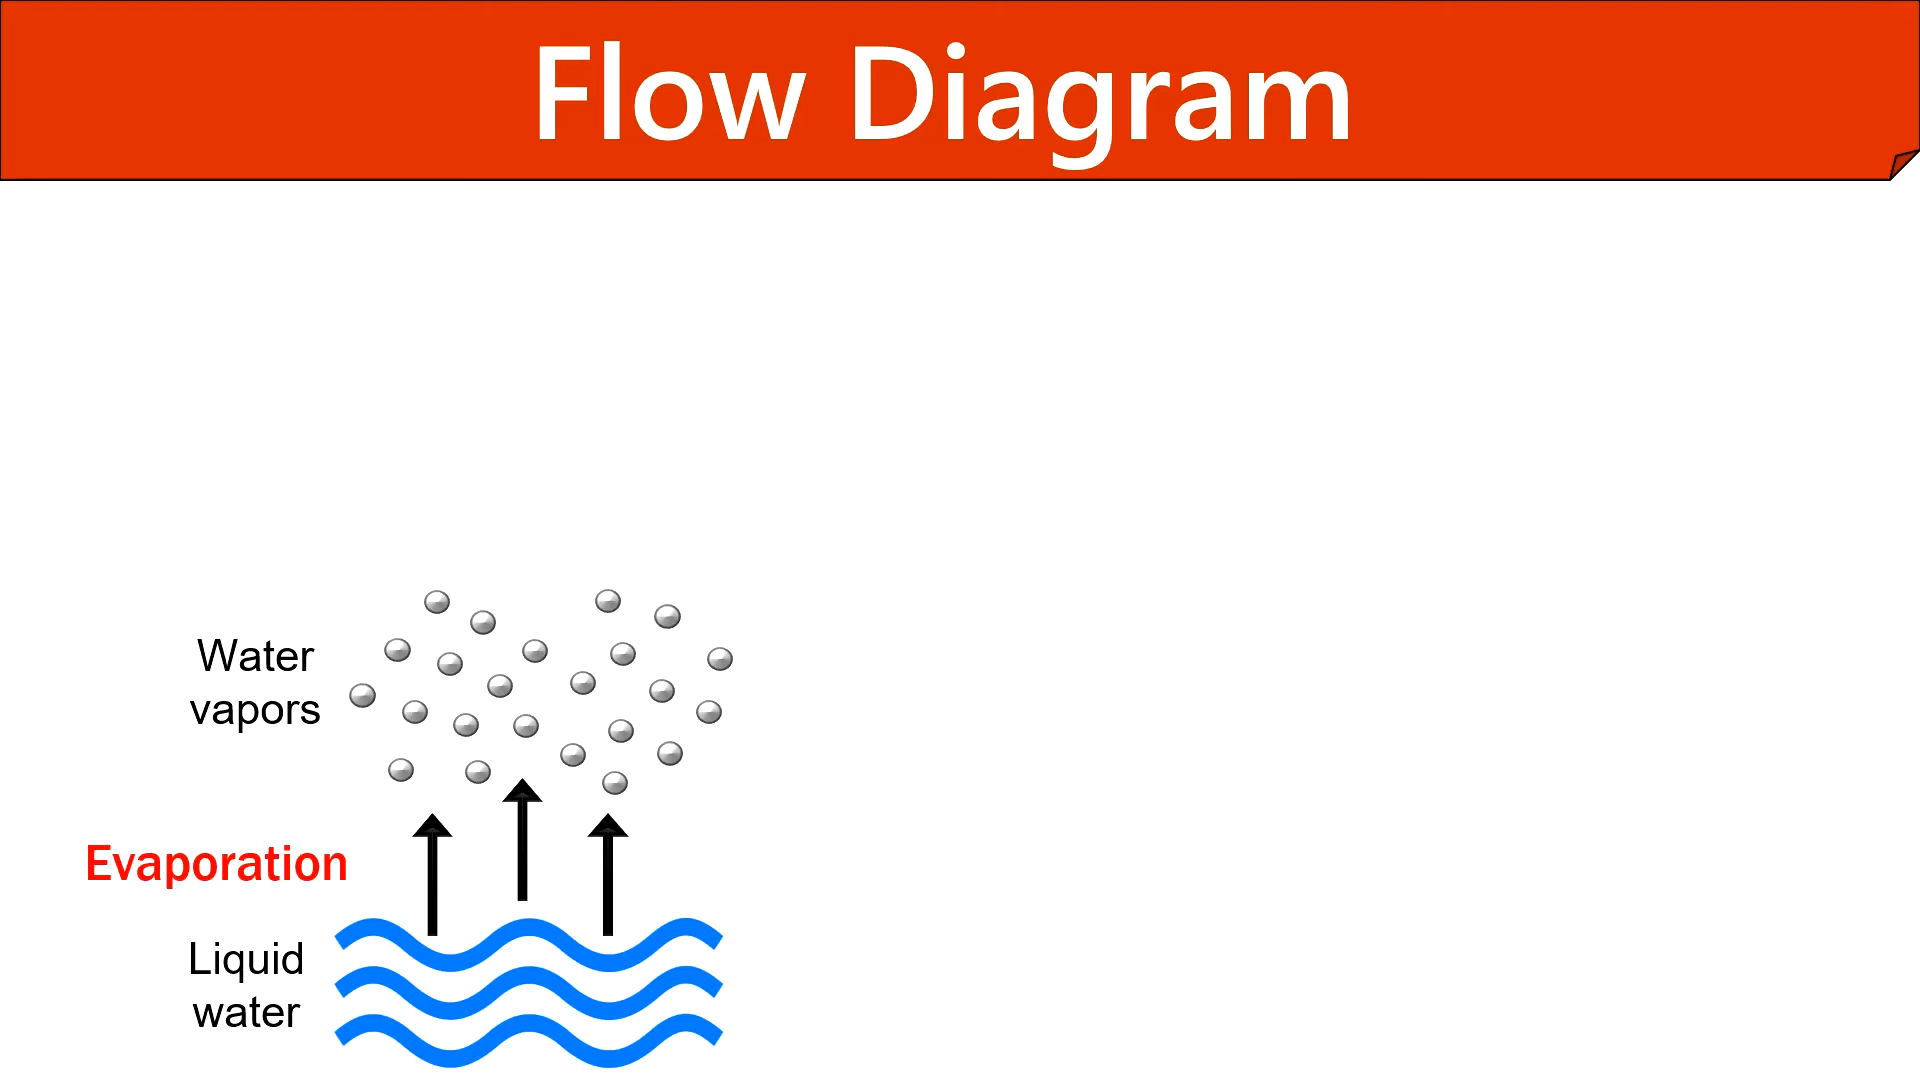 Flow Diagram
Water
vapors
Evaporation
Liquid
water